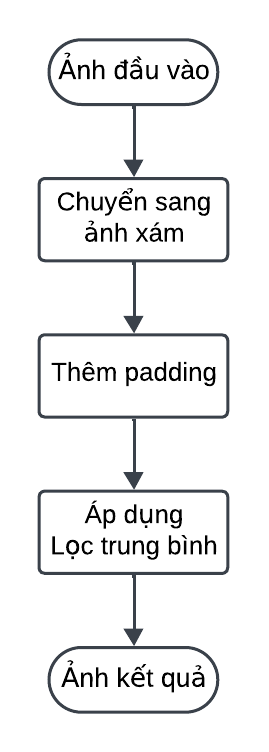 Ảnh đầu vào
Chuyển sang
ảnh xám
Thêm padding
Áp dụng
Lọc trung bình
Ảnh kết quả